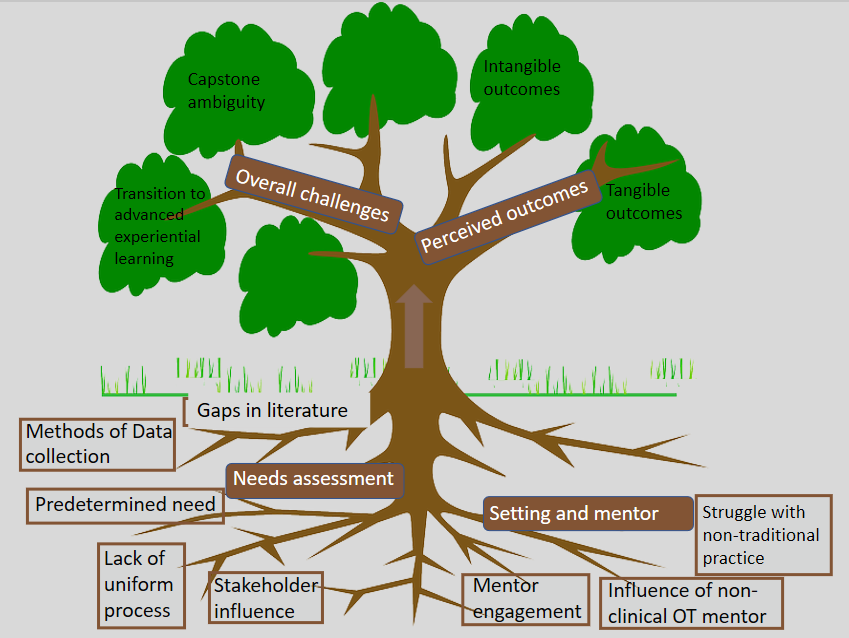 Capstone
ambiguity
Intangible
outcomes
Overall challenges
Perceived outcomes
Transition to
advanced
experiential
learning
Tangible
outcomes
Gaps in literature
Methods of Data
collection
Needs assessment
Predetermined need
Setting and mentor
Struggle with
non-traditional
practice
Lack of
uniform
process
Stakeholder
influence
Mentor
engagement
Influence of non-
clinical OT mentor